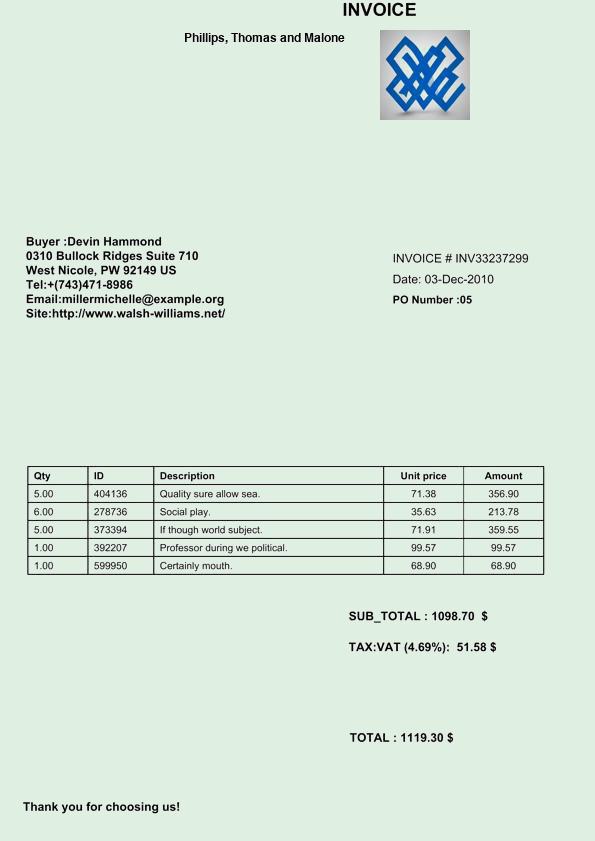 INVOICE
Phillips, Thomas and Malone
Buyer :Devin Hammond
0310 Bullock Ridges Suite 710
West Nicole, PW 92149 US
Tel:+(743)471-8986
Email:millermichelle@example.org
Site:http://www.walsh-williams.net/
INVOICE # INV33237299
Date: 03-Dec-2010
PO Number :05
Qty ID Description Unit price Amount
5.00 404136 Quality sure allow sea. 71.38 356.90
6.00 278736 Social play. 35.63 213.78
5.00 373394 If though world subject. 71.91 359.55
1.00 392207 Professor during we political. 99.57 99.57
1.00 599950 Certainly mouth. 68.90 68.90
SUB_TOTAL : 1098.70 $
TAX:VAT (4.69%): 51.58 $
TOTAL : 1119.30 $
Thank you for choosing us!